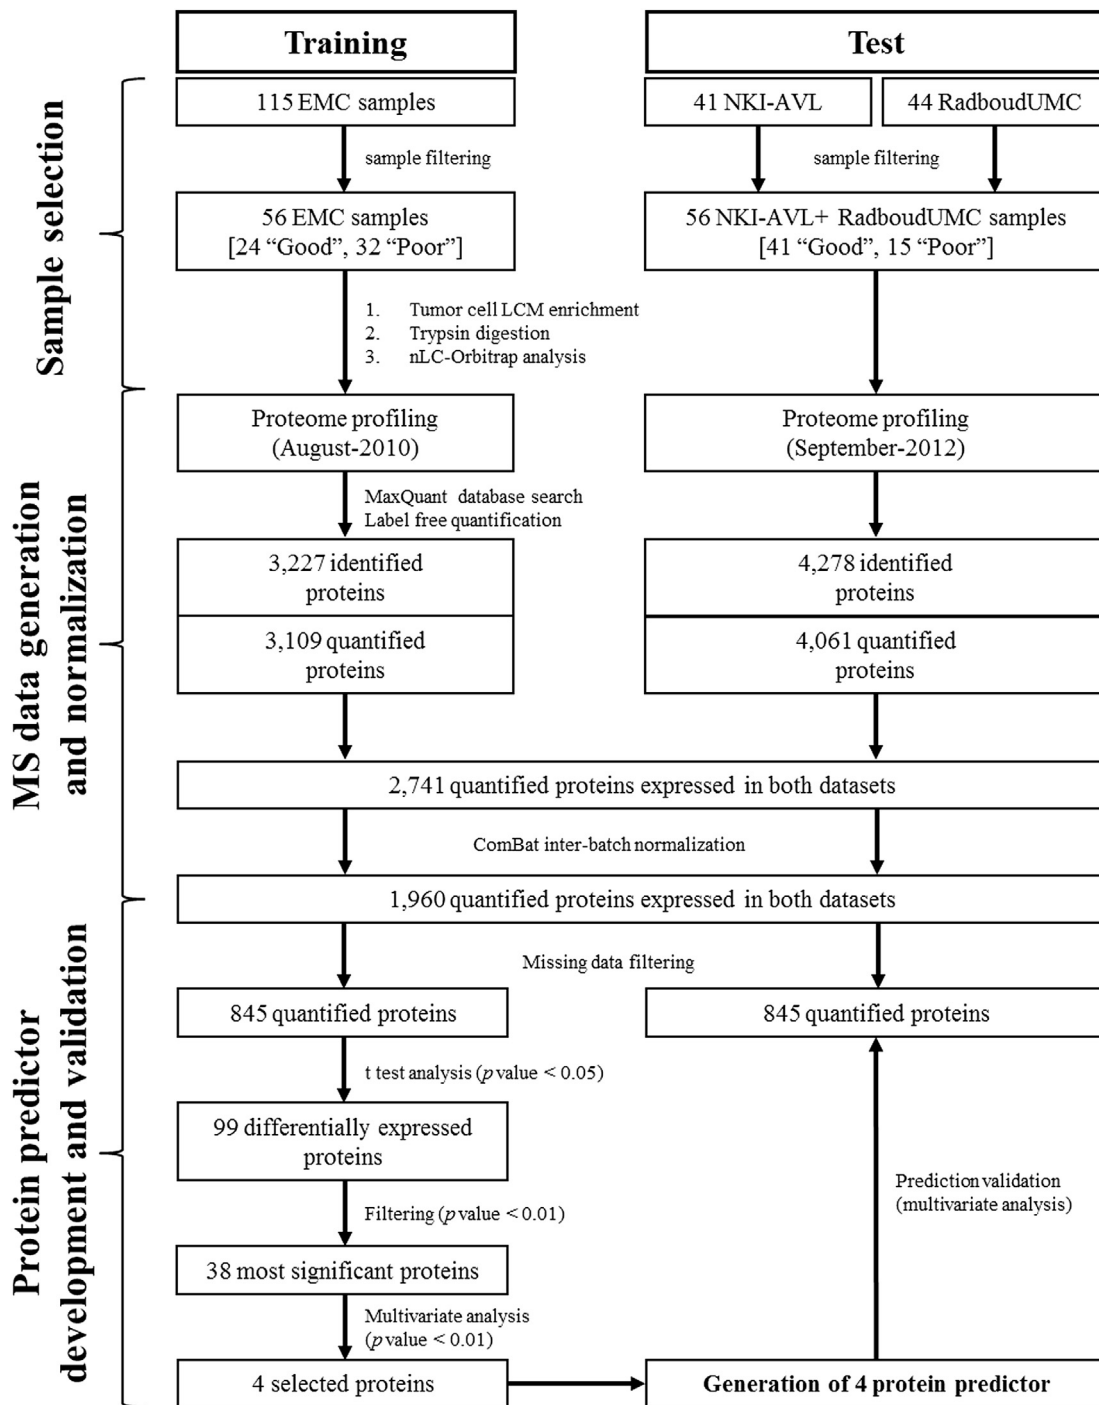 Training
Test
115 EMC samples
41 NKI-AVL
44 RadboudUMC
sample filtering
sample filtering
56 EMC samples
[24 “Good”, 32 “Poor”]
56 NKI-AVL+ RadboudUMC samples
[41 “Good”, 15 “Poor”]
Sample selection
1. Tumor cell LCM enrichment
2. Trypsin digestion
3. nLC-Orbitrap analysis
Proteome profiling
(August-2010)
Proteome profiling
(September-2012)
MaxQuant database search
Label free quantification
3,227 identified
proteins
4,278 identified
proteins
3,109 quantified
proteins
4,061 quantified
proteins
MS data generation
and normalization
2,741 quantified proteins expressed in both datasets
ComBat inter-batch normalization
1,960 quantified proteins expressed in both datasets
Missing data filtering
845 quantified proteins
845 quantified proteins
t test analysis (p value < 0.05)
99 differentially expressed
proteins
Protein predictor
development and validation
Prediction validation
(multivariate analysis)
Filtering (p value < 0.01)
38 most significant proteins
Multivariate analysis
(p value < 0.01)
4 selected proteins
Generation of 4 protein predictor